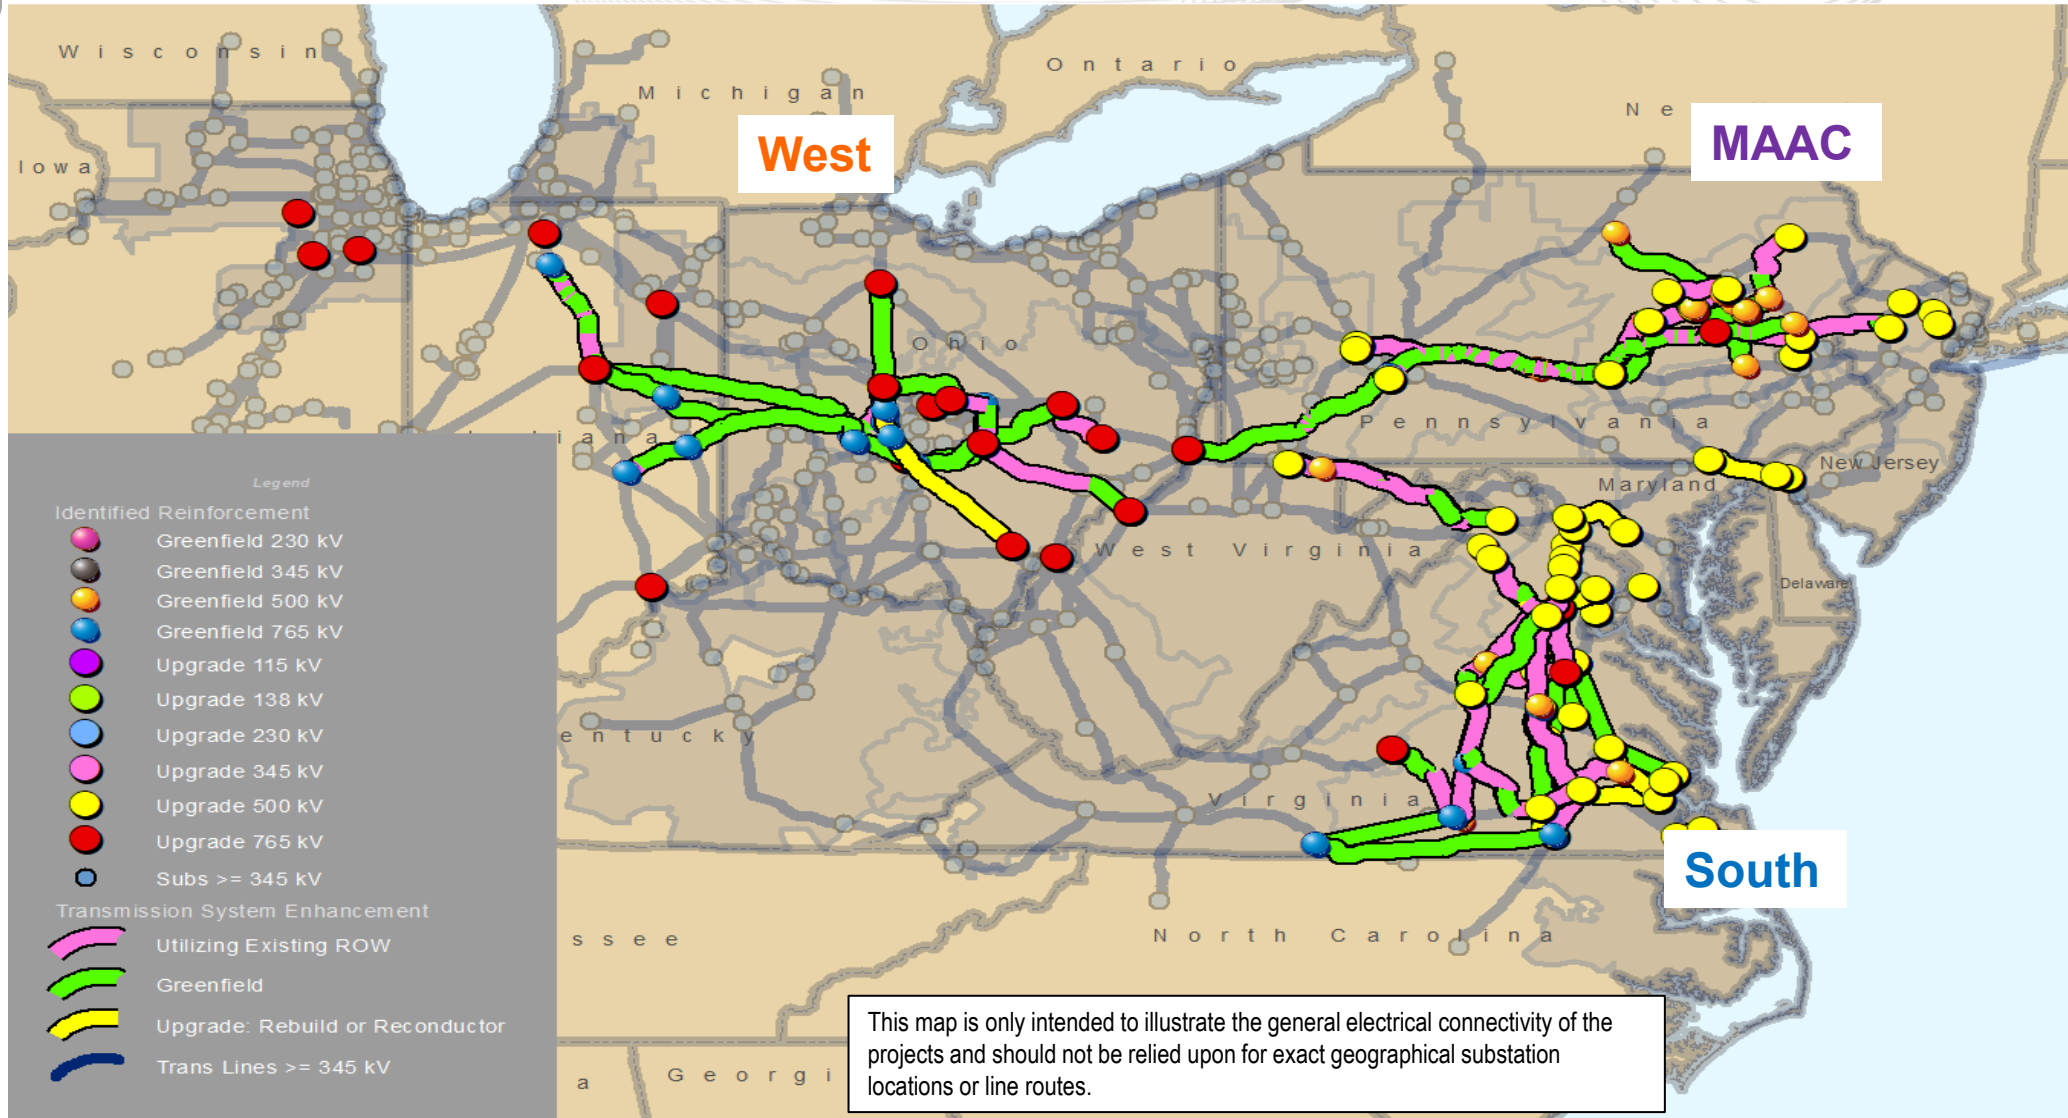 Wisconsin
Ontario
Michigan
Ne
MAAC
West
Iowa
Ohio
Pennsylvania
iana
New Jersey
Maryland
Legend
Identified Reinforcement
Greenfield 230 kV
Greenfield 345 kV
Greenfield 500 kV
Greenfield 765 kV
Upgrade 115 kV
Upgrade 138 kV
Upgrade 230 kV
Upgrade 345 kV
Upgrade 500 kV
Upgrade 765 kV
Subs >= 345 kV
Transmission System Enhancement
Utilizing Existing ROW
Greenfield
Upgrade: Rebuild or Reconductor
Trans Lines >= 345 kV
West Virginia
Delaware
entucky
Virginia
South
ssee
North Carolina
a
Georgi
This map is only intended to illustrate the general electrical connectivity of the
projects and should not be relied upon for exact geographical substation
locations or line routes.